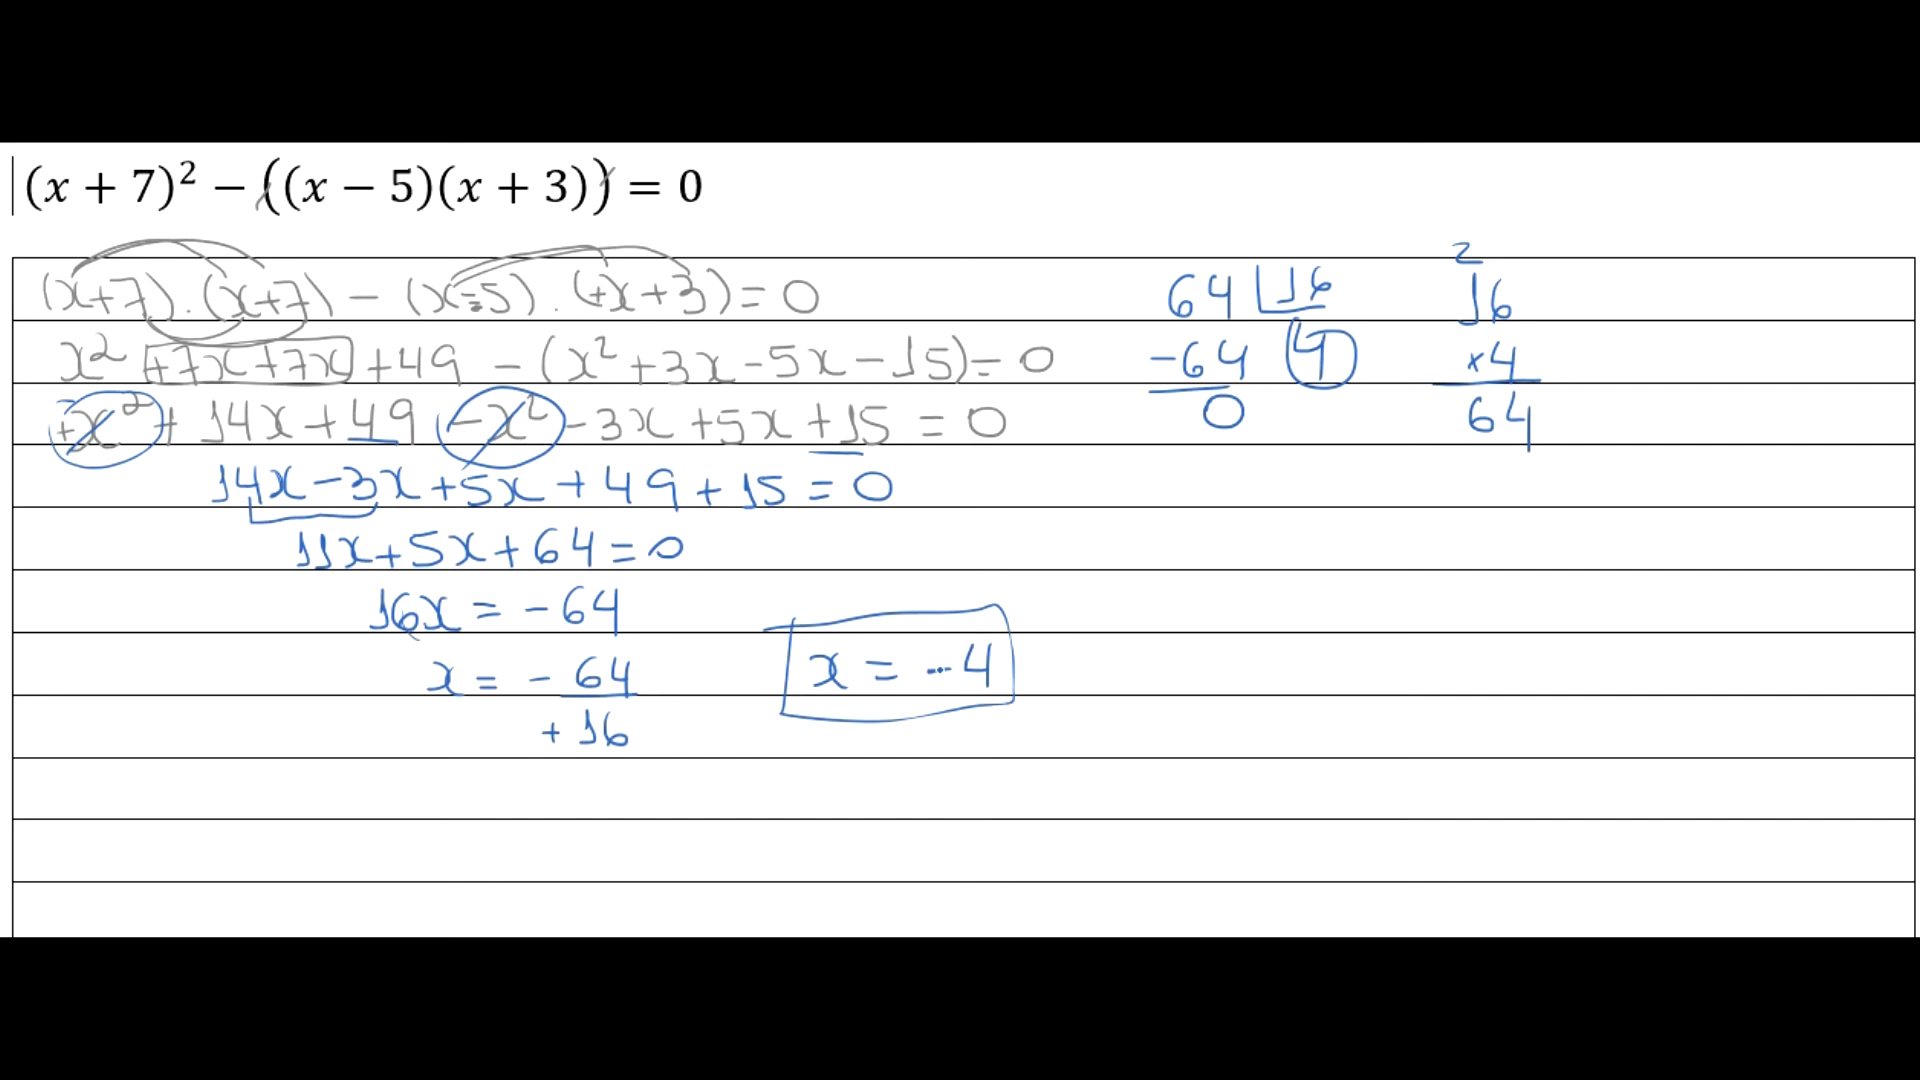 (x + 7)² − ((x − 5)(x + 3)) = 0
(x+7).(x+7) − (x−5).(+x+3) = 0
x² +7x+7x +49 − (x²+3x−5x−15) = 0
+x² + 14x + 49 −x² −3x +5x +15 = 0
14x −3x +5x + 49 + 15 = 0
11x + 5x + 64 = 0
16x = −64
x = − 64
+ 16
x = −4
64 16
−64 4
0
2
16
×4
64